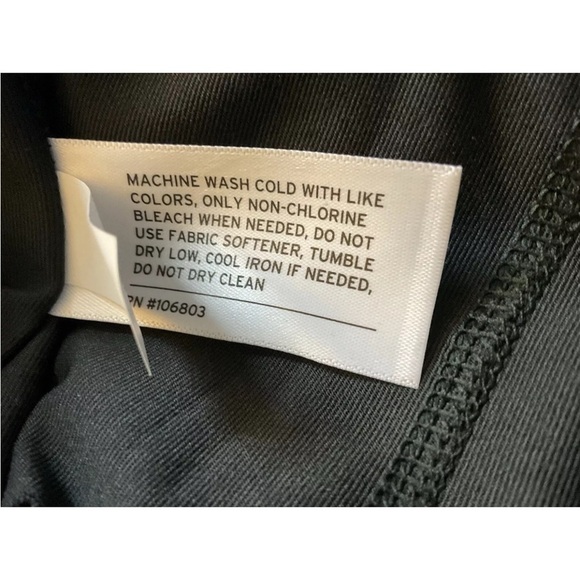 MACHINE WASH COLD WITH LIKE
COLORS, ONLY NON-CHLORINE
BLEACH WHEN NEEDED, DO NOT
USE FABRIC SOFTENER, TUMBLE
DRY LOW, COOL IRON IF NEEDED,
DO NOT DRY CLEAN
RN #106803